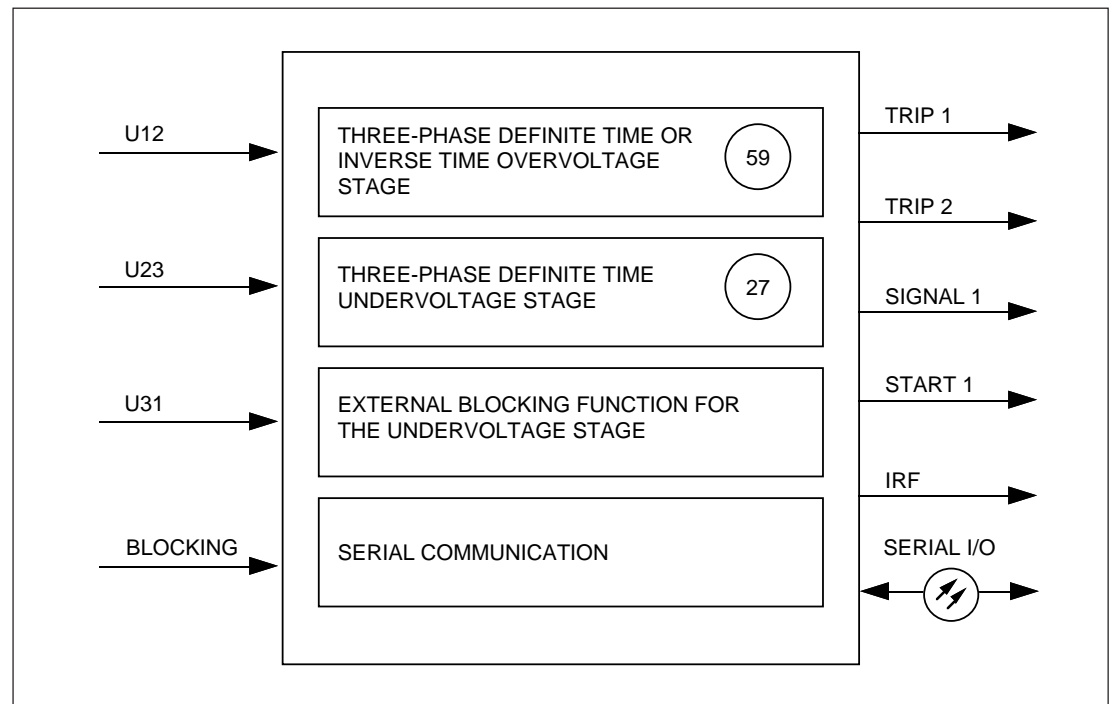 U12
U23
U31
BLOCKING
THREE-PHASE DEFINITE TIME OR
INVERSE TIME OVERVOLTAGE
STAGE
59
THREE-PHASE DEFINITE TIME
UNDERVOLTAGE STAGE
27
EXTERNAL BLOCKING FUNCTION FOR
THE UNDERVOLTAGE STAGE
SERIAL COMMUNICATION
TRIP 1
TRIP 2
SIGNAL 1
START 1
IRF
SERIAL I/O